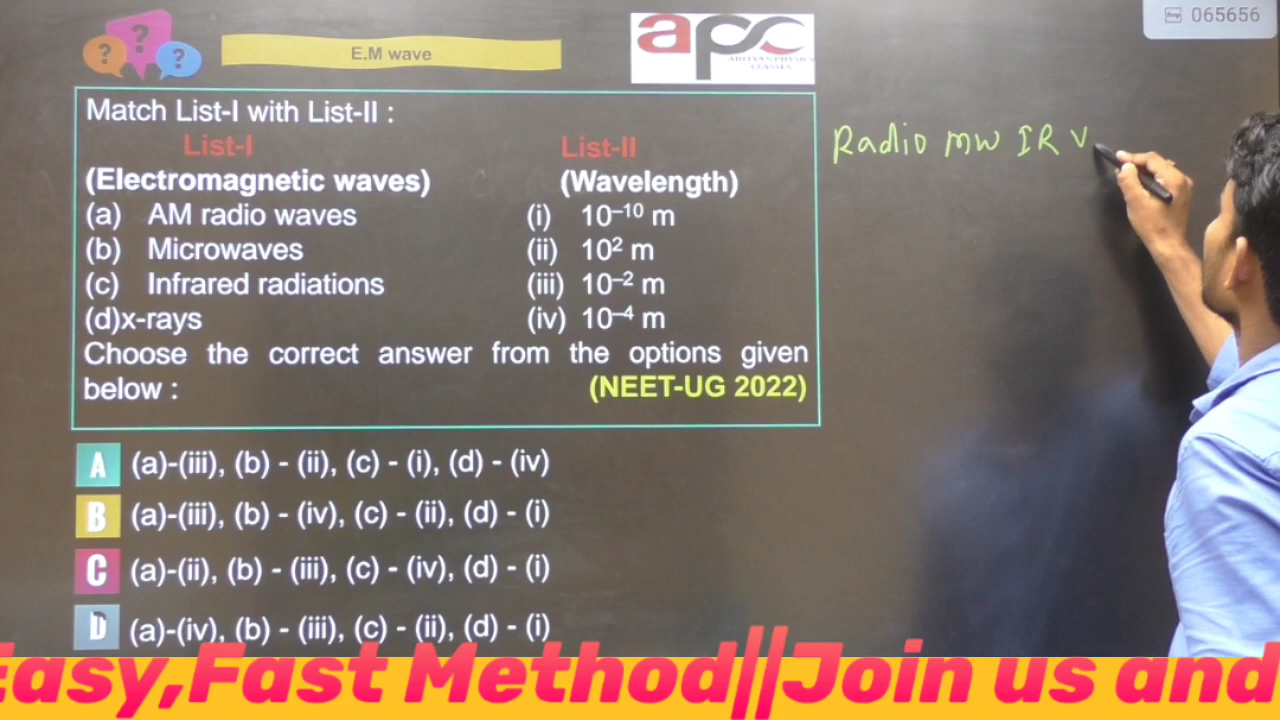 ? ? ?
E.M wave
apc
ADITYA'S PHYSICS
CLASSES
065656
Match List-I with List-II :
List-I List-II
(Electromagnetic waves) (Wavelength)
(a) AM radio waves (i) 10⁻¹⁰ m
(b) Microwaves (ii) 10² m
(c) Infrared radiations (iii) 10⁻² m
(d)x-rays (iv) 10⁻⁴ m
Choose the correct answer from the options given
below : (NEET-UG 2022)
Radio MW IR V
A (a)-(iii), (b) - (ii), (c) - (i), (d) - (iv)
B (a)-(iii), (b) - (iv), (c) - (ii), (d) - (i)
C (a)-(ii), (b) - (iii), (c) - (iv), (d) - (i)
D (a)-(iv), (b) - (iii), (c) - (ii), (d) - (i)
Easy,Fast Method||Join us and